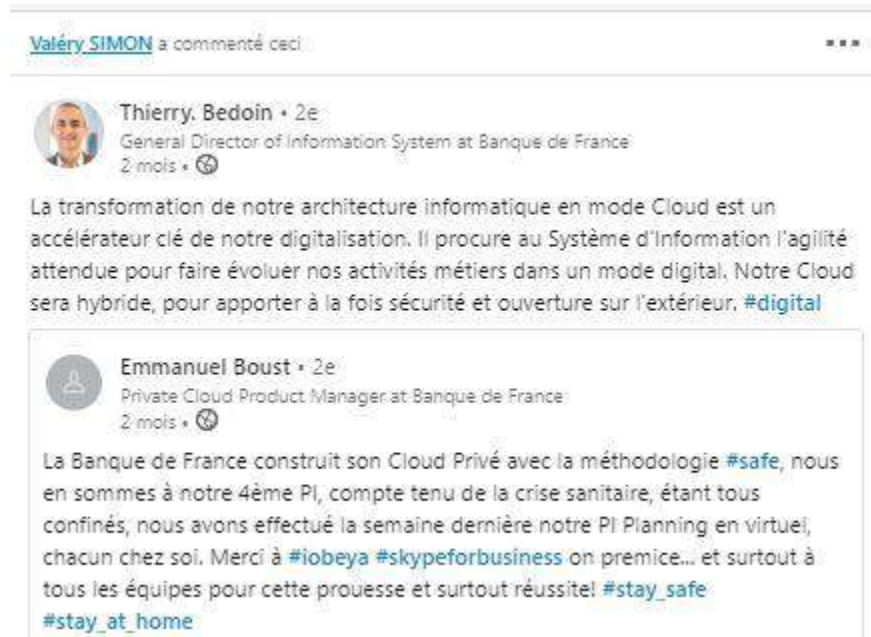 Valéry SIMON a commenté ceci
Thierry. Bedoin • 2e
General Director of Information System at Banque de France
2 mois •
La transformation de notre architecture informatique en mode Cloud est un
accélérateur clé de notre digitalisation. Il procure au Système d'Information l'agilité
attendue pour faire évoluer nos activités métiers dans un mode digital. Notre Cloud
sera hybride, pour apporter à la fois sécurité et ouverture sur l'extérieur. #digital
Emmanuel Boust • 2e
Private Cloud Product Manager at Banque de France
2 mois •
La Banque de France construit son Cloud Privé avec la méthodologie #safe, nous
en sommes à notre 4ème PI, compte tenu de la crise sanitaire, étant tous
confinés, nous avons effectué la semaine dernière notre PI Planning en virtuel,
chacun chez soi. Merci à #iobeya #skypeforbusiness on premice... et surtout à
tous les équipes pour cette prouesse et surtout réussite! #stay_safe
#stay_at_home